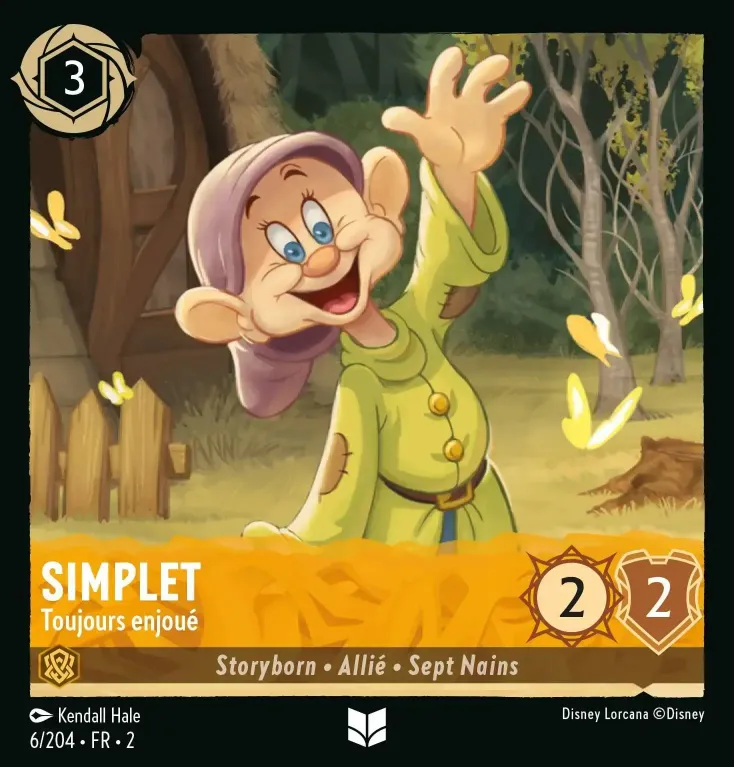 3
SIMPLET
Toujours enjoué
2 2
Storyborn • Allié • Sept Nains
Kendall Hale
Disney Lorcana ©Disney
6/204 • FR • 2